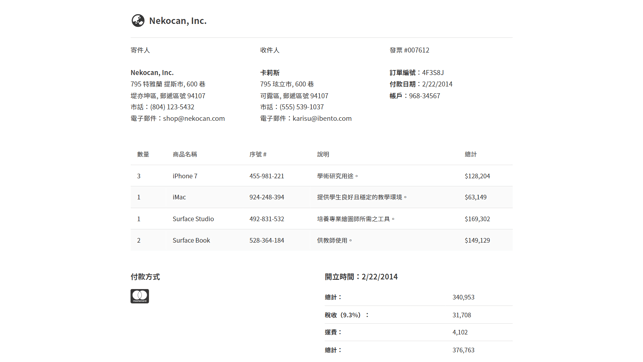 Nekocan, Inc.
寄件人
Nekocan, Inc.
795 特雅蘭 提斯市, 600 巷
堤亦坤區, 郵遞區號 94107
市話：(804) 123-5432
電子郵件：shop@nekocan.com
收件人
卡莉斯
795 玹立市, 600 巷
可靈區, 郵遞區號 94107
市話：(555) 539-1037
電子郵件：karisu@ibento.com
發票 #007612
訂單編號：4F3S8J
付款日期：2/22/2014
帳戶：968-34567
數量 商品名稱 序號 # 說明 總計
3 iPhone 7 455-981-221 學術研究用途。 $128,204
1 iMac 924-248-394 提供學生良好且穩定的教學環境。 $63,149
1 Surface Studio 492-831-532 培養專業繪圖師所需之工具。 $169,302
2 Surface Book 528-364-184 供教師使用。 $149,129
付款方式
開立時間：2/22/2014
總計： 340,953
稅收（9.3%）： 31,708
運費： 4,102
總計： 376,763